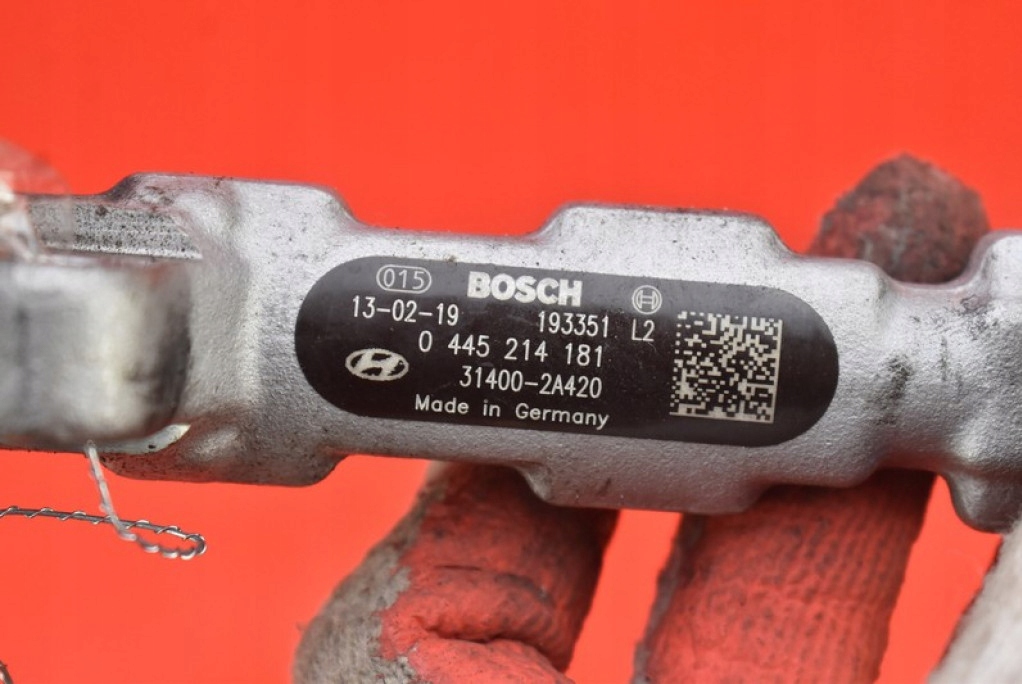 015 BOSCH
13-02-19 193351 L2
0 445 214 181
31400-2A420
Made in Germany